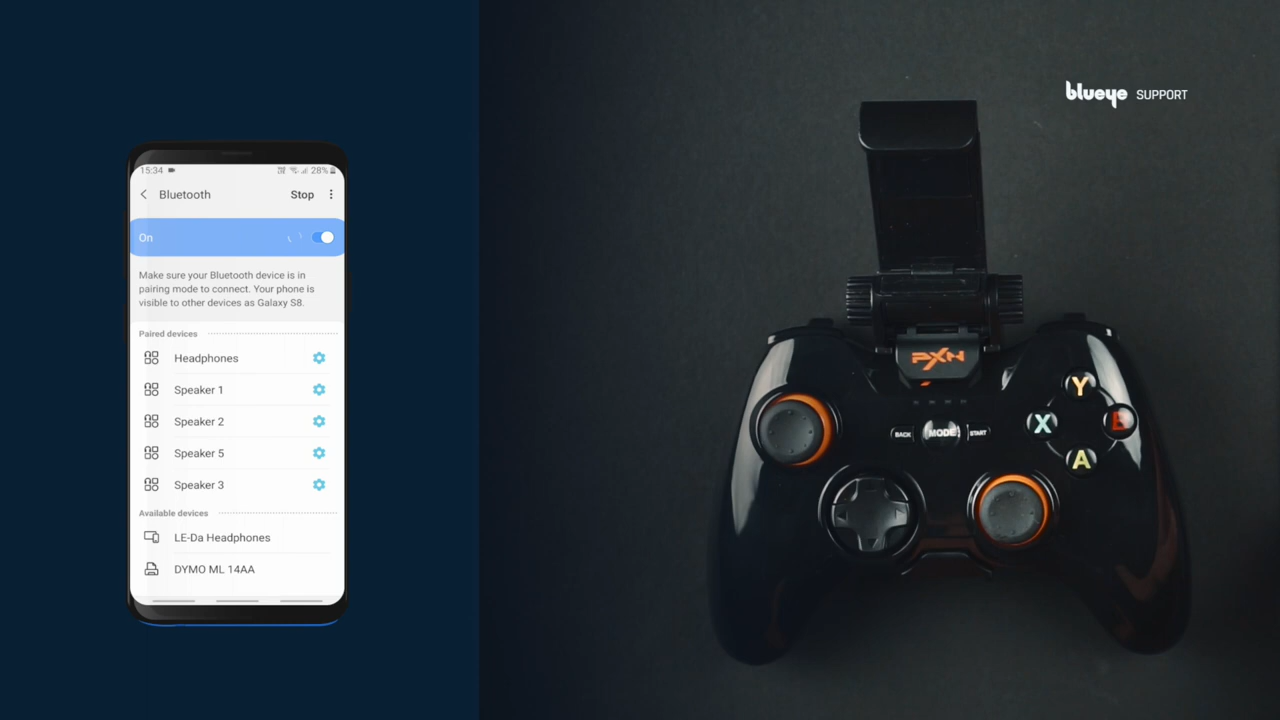 15:34
28%
Bluetooth
Stop
On
Make sure your Bluetooth device is in
pairing mode to connect. Your phone is
visible to other devices as Galaxy S8.
Paired devices
Headphones
Speaker 1
Speaker 2
Speaker 5
Speaker 3
Available devices
LE-Da Headphones
DYMO ML 14AA
blueye SUPPORT
PXN
BACK
MODE
START
Y
X
B
A